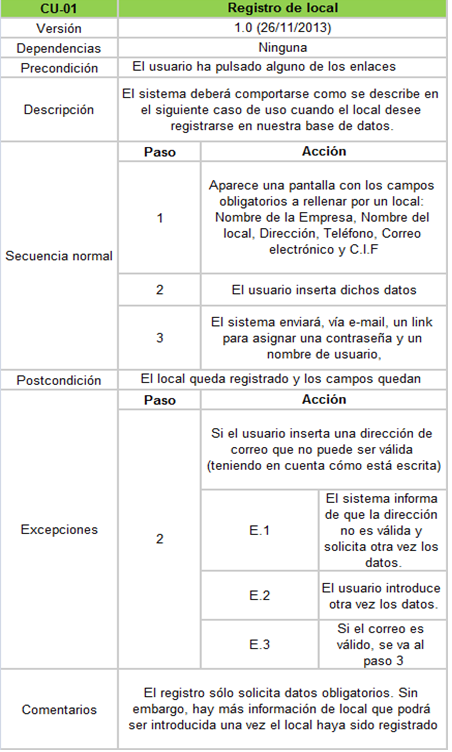 CU-01 Registro de local
Versión 1.0 (26/11/2013)
Dependencias Ninguna
Precondición El usuario ha pulsado alguno de los enlaces
Descripción
El sistema deberá comportarse como se describe en
el siguiente caso de uso cuando el local desee
registrarse en nuestra base de datos.
Secuencia normal
Paso Acción
1
Aparece una pantalla con los campos
obligatorios a rellenar por un local:
Nombre de la Empresa, Nombre del
local, Dirección, Teléfono, Correo
electrónico y C.I.F
2 El usuario inserta dichos datos
3
El sistema enviará, vía e-mail, un link
para asignar una contraseña y un
nombre de usuario,
Postcondición El local queda registrado y los campos quedan
Excepciones
Paso Acción
2
Si el usuario inserta una dirección de
correo que no puede ser válida
(teniendo en cuenta cómo está escrita)
E.1
El sistema informa
de que la dirección
no es válida y
solicita otra vez los
datos.
E.2
El usuario introduce
otra vez los datos.
E.3
Si el correo es
válido, se va al
paso 3
Comentarios
El registro sólo solicita datos obligatorios. Sin
embargo, hay más información de local que podrá
ser introducida una vez el local haya sido registrado